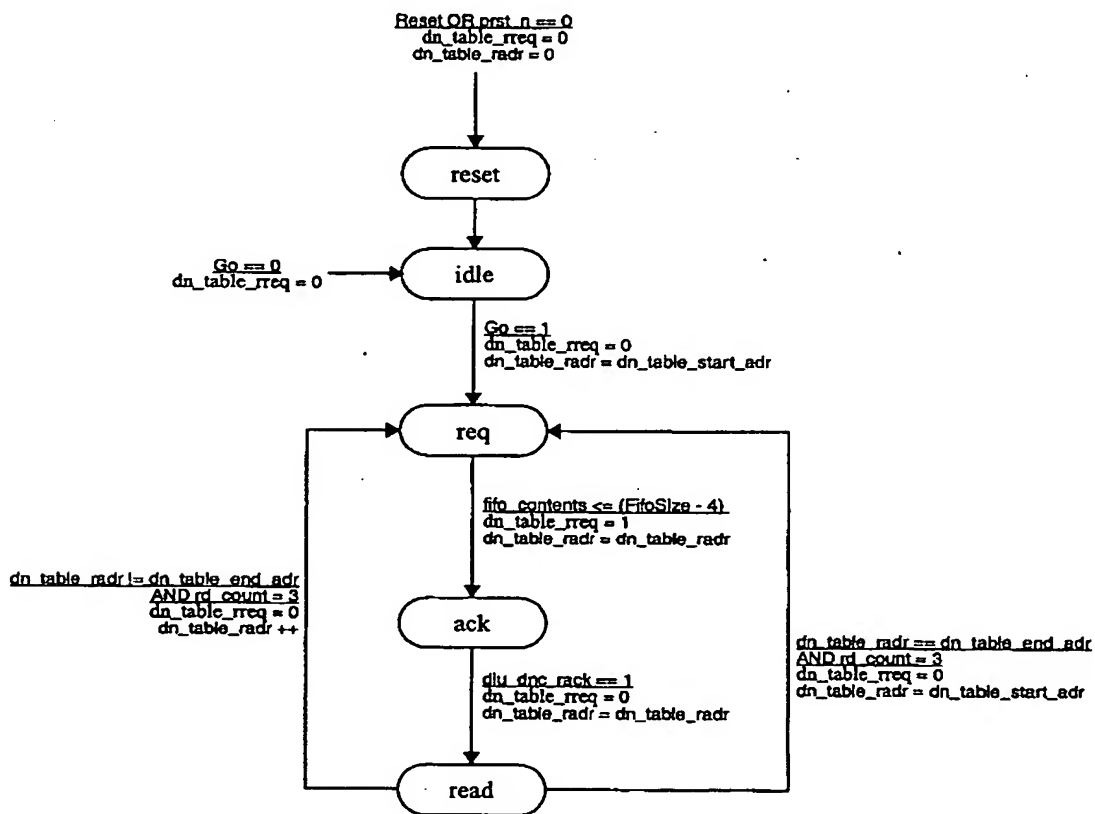 Reset OR prst_n == 0
dn_table_rreq = 0
dn_table_radr = 0
reset
Go == 0
dn_table_rreq = 0
idle
Go == 1
dn_table_rreq = 0
dn_table_radr = dn_table_start_adr
req
fifo_contents <= (FifoSize - 4)
dn_table_rreq = 1
dn_table_radr = dn_table_radr
dn_table_radr != dn_table_end_adr
AND rd_count = 3
dn_table_rreq = 0
dn_table_radr ++
ack
dn_table_radr == dn_table_end_adr
AND rd_count = 3
dn_table_rreq = 0
dn_table_radr = dn_table_start_adr
diu_dnc_rack == 1
dn_table_rreq = 0
dn_table_radr = dn_table_radr
read